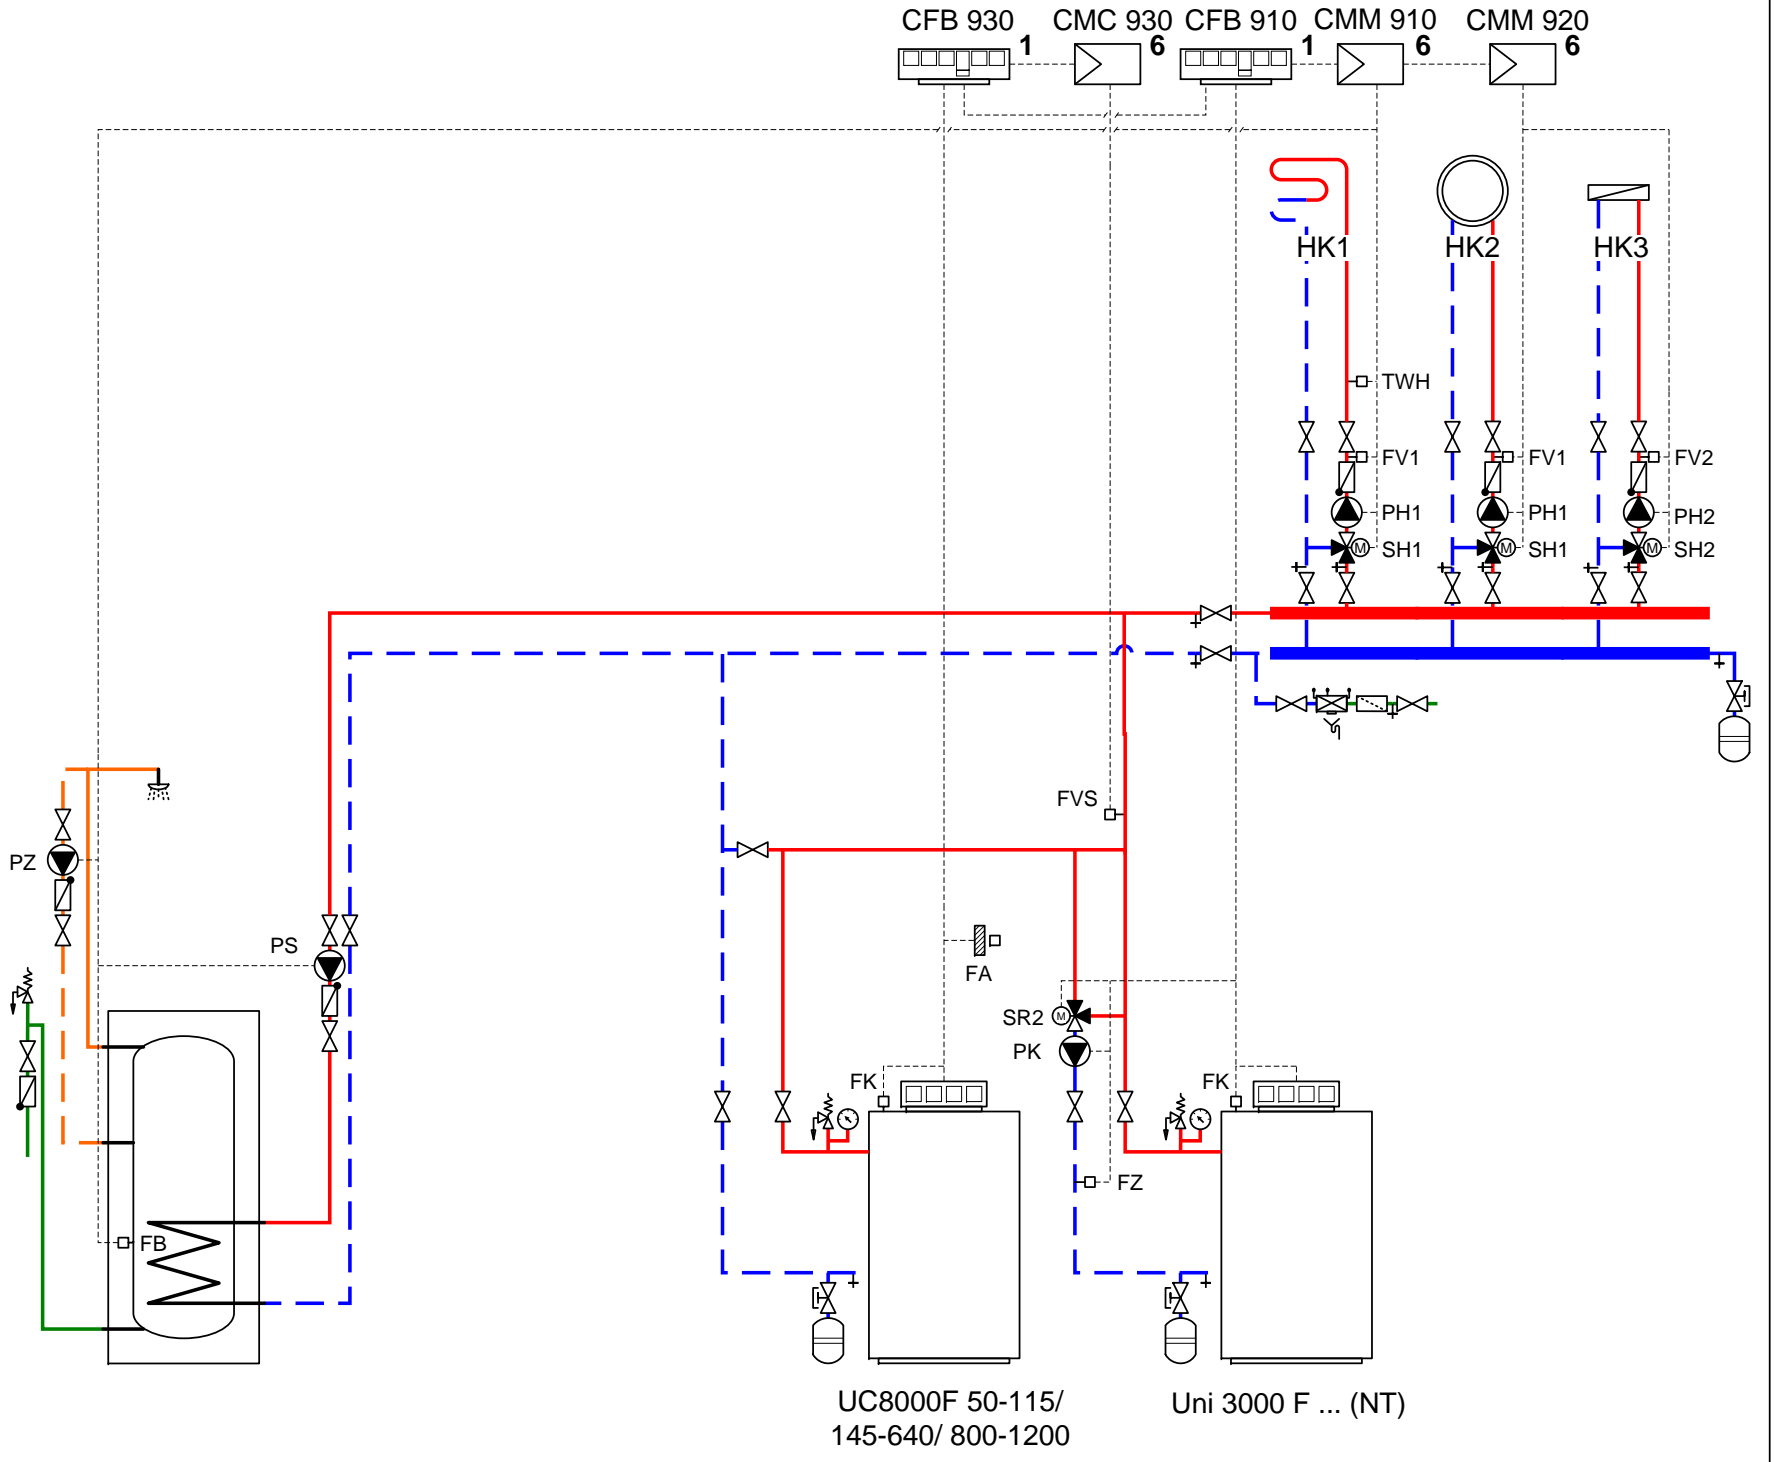 CFB 930 CMC 930 CFB 910 CMM 910 CMM 920
1 6 1 6 6
HK1 HK2 HK3
TWH
FV1 FV1 FV2
PH1 PH1 PH2
SH1 SH1 SH2
M M M
FVS
PZ
PS
FA
SR2 M
PK
FK FK
FZ
FB
UC8000F 50-115/ Uni 3000 F ... (NT)
145-640/ 800-1200